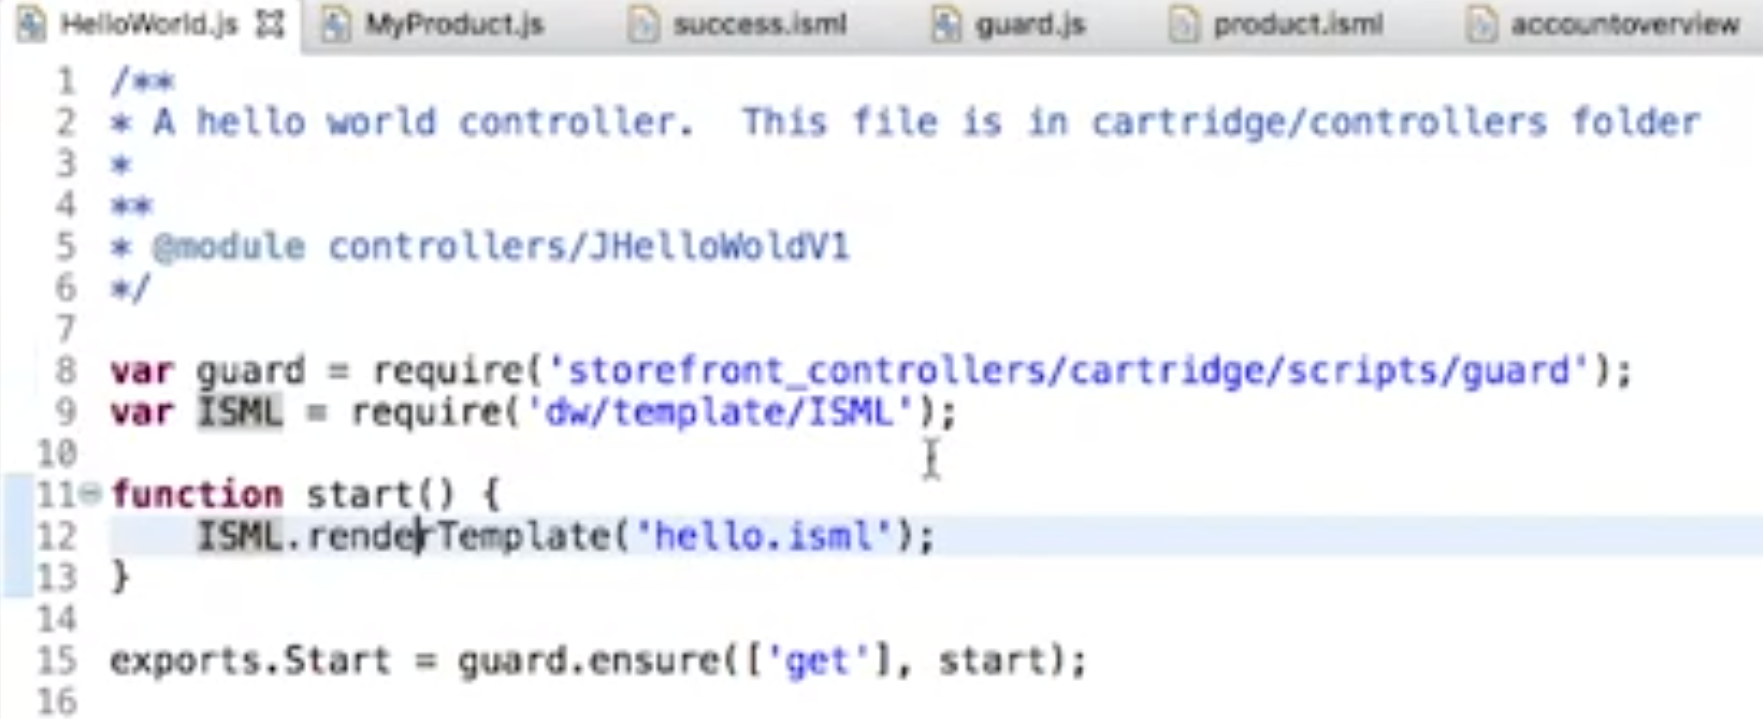 HelloWorld.js MyProduct.js success.isml guard.js product.isml accountoverview
1 /**
2 * A hello world controller.  This file is in cartridge/controllers folder
3 *
4 **
5 * @module controllers/JHelloWoldV1
6 */
7
8 var guard = require('storefront_controllers/cartridge/scripts/guard');
9 var ISML = require('dw/template/ISML');
10
11 function start() {
12     ISML.renderTemplate('hello.isml');
13 }
14
15 exports.Start = guard.ensure(['get'], start);
16